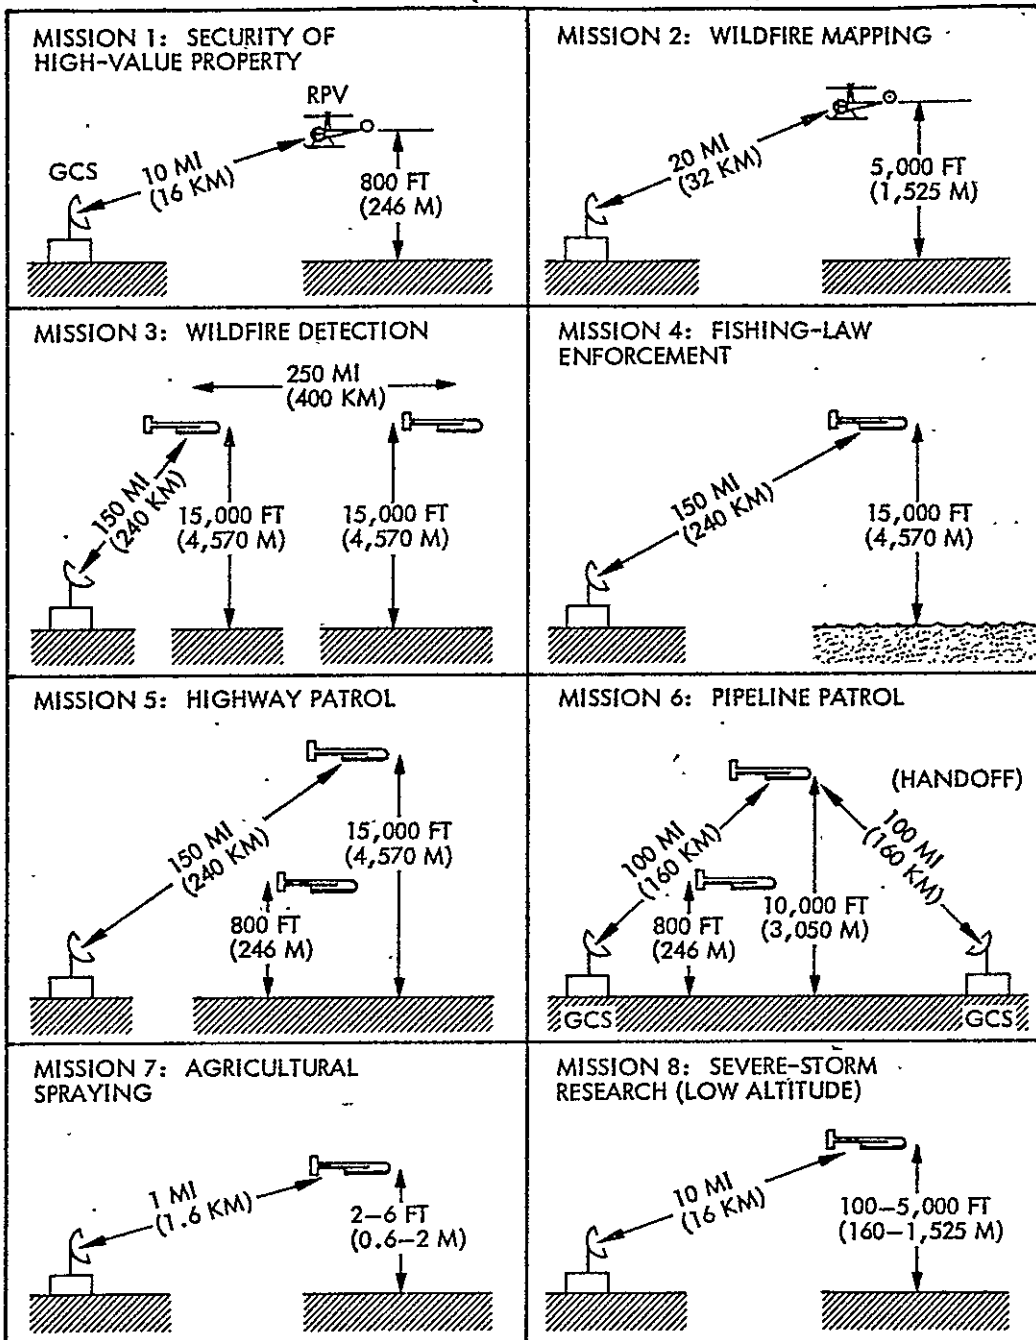 MISSION 1: SECURITY OF
HIGH-VALUE PROPERTY
RPV
GCS
10 MI
(16 KM)
800 FT
(246 M)
MISSION 2: WILDFIRE MAPPING
20 MI
(32 KM)
5,000 FT
(1,525 M)
MISSION 3: WILDFIRE DETECTION
250 MI
(400 KM)
150 MI
(240 KM)
15,000 FT
(4,570 M)
15,000 FT
(4,570 M)
MISSION 4: FISHING-LAW
ENFORCEMENT
150 MI
(240 KM)
15,000 FT
(4,570 M)
MISSION 5: HIGHWAY PATROL
150 MI
(240 KM)
15,000 FT
(4,570 M)
800 FT
(246 M)
MISSION 6: PIPELINE PATROL
(HANDOFF)
100 MI
(160 KM)
100 MI
(160 KM)
800 FT
(246 M)
10,000 FT
(3,050 M)
GCS
GCS
MISSION 7: AGRICULTURAL
SPRAYING
1 MI
(1.6 KM)
2-6 FT
(0.6-2 M)
MISSION 8: SEVERE-STORM
RESEARCH (LOW ALTITUDE)
10 MI
(16 KM)
100-5,000 FT
(160-1,525 M)